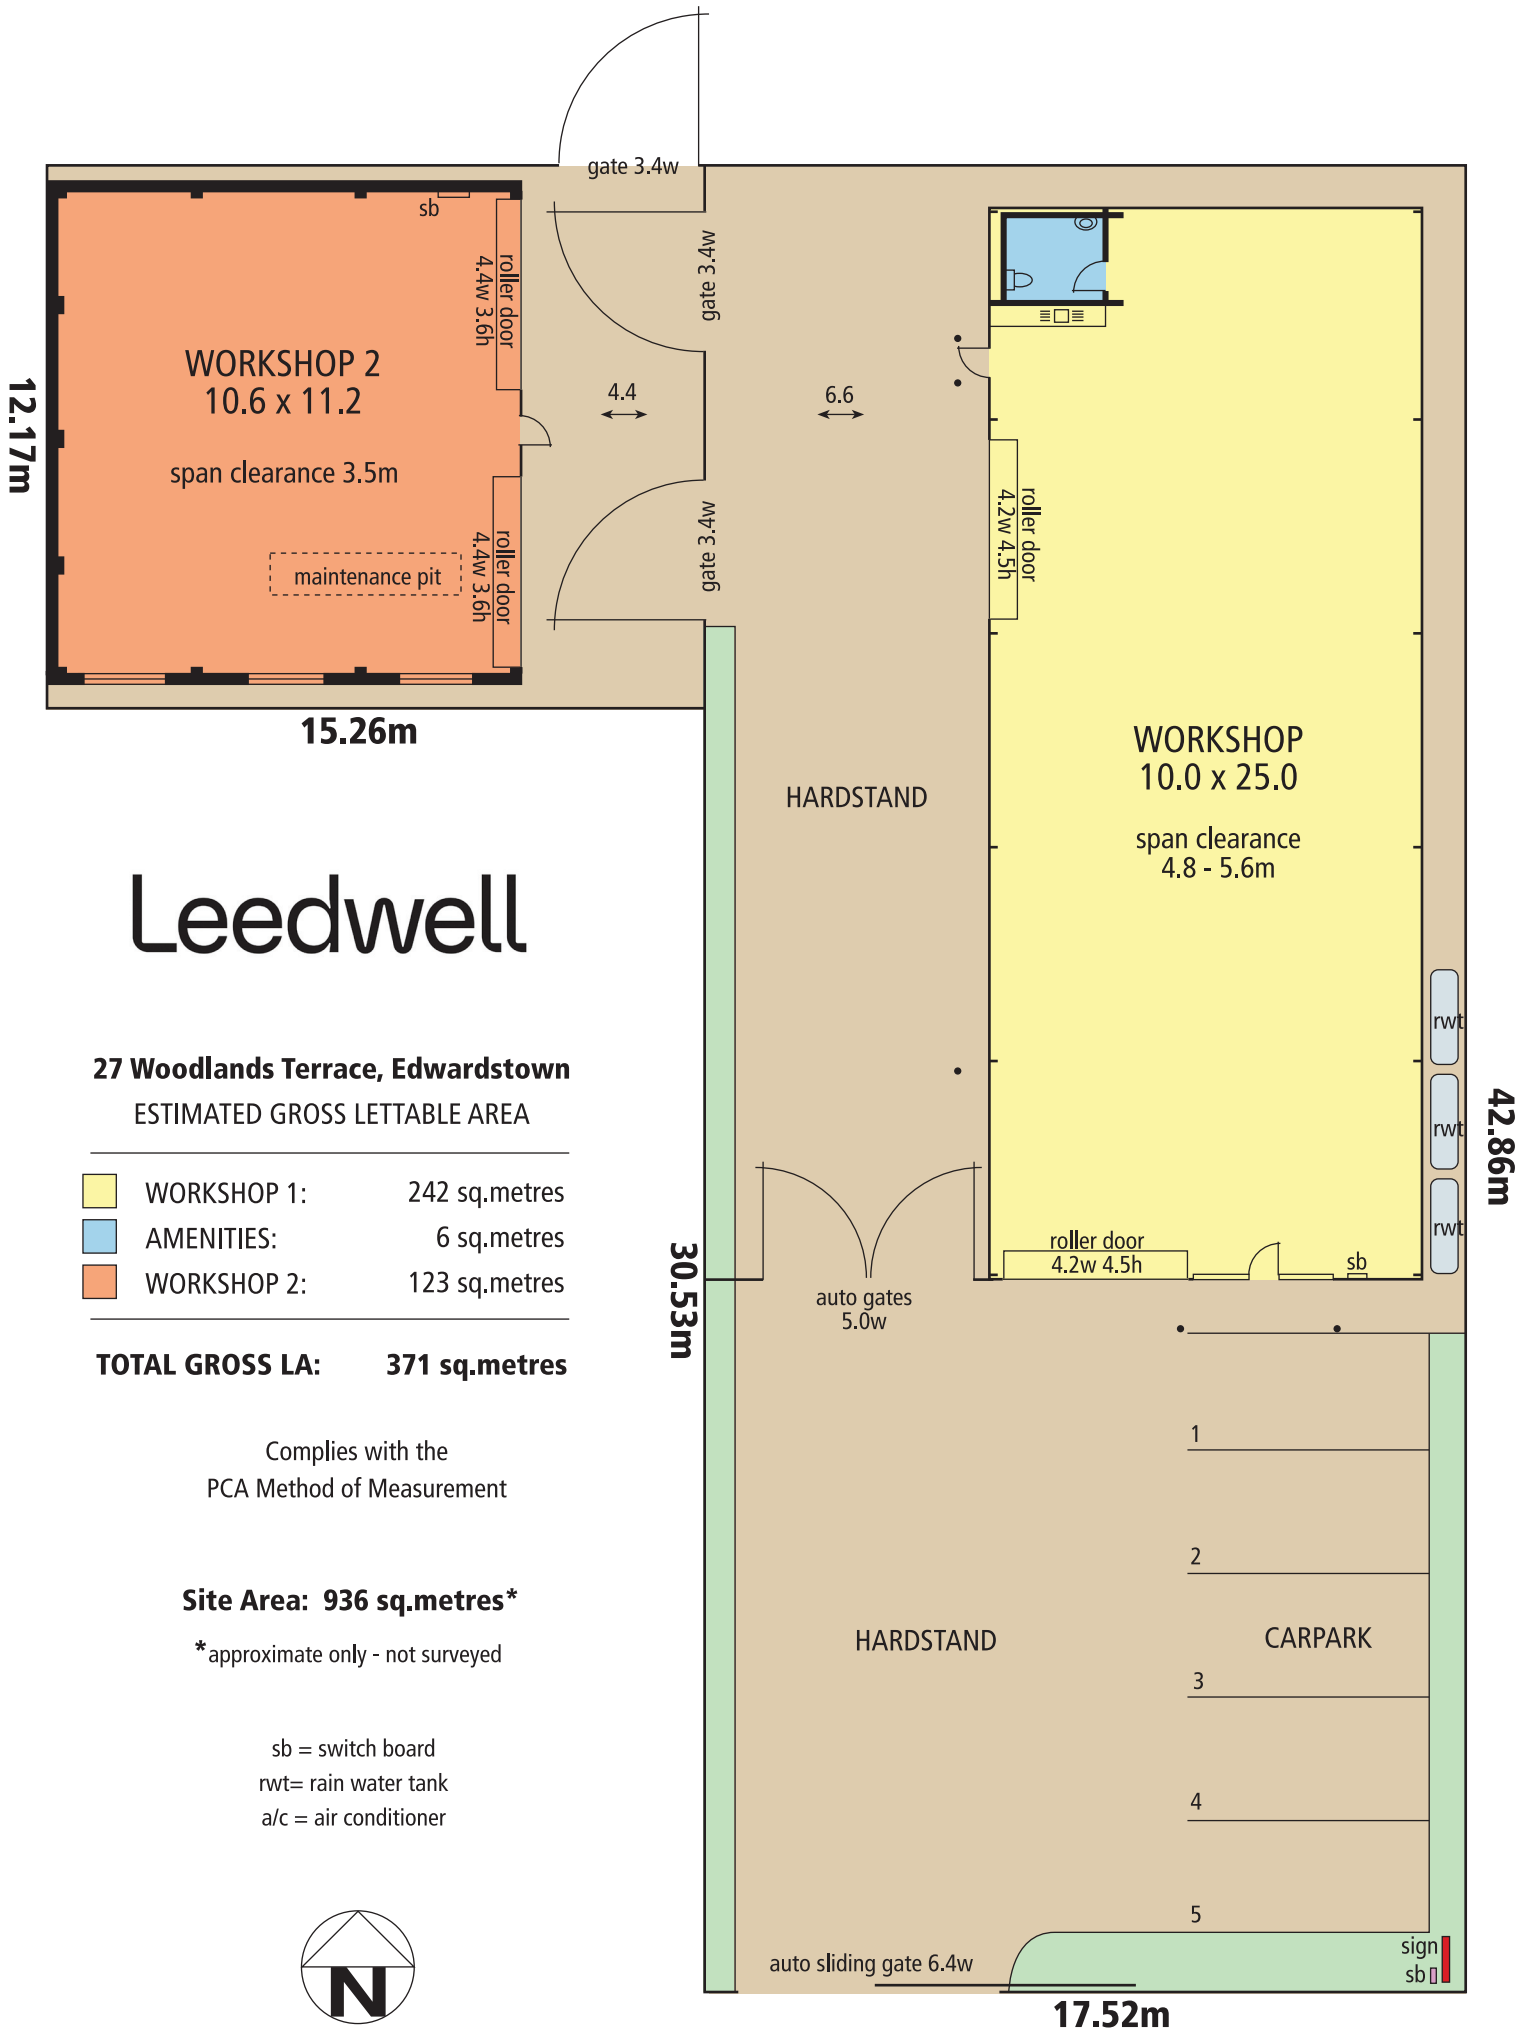 gate 3.4w
sb
roller door
4.4w 3.6h
gate 3.4w
WORKSHOP 2
10.6 x 11.2
span clearance 3.5m
12.17m
4.4
6.6
gate 3.4w
roller door
4.4w 3.6h
maintenance pit
roller door
4.2w 4.5h
15.26m
WORKSHOP
10.0 x 25.0
span clearance
4.8 - 5.6m
HARDSTAND
Leedwell
rwt
rwt
rwt
42.86m
27 Woodlands Terrace, Edwardstown
ESTIMATED GROSS LETTABLE AREA
WORKSHOP 1: 242 sq.metres
AMENITIES: 6 sq.metres
WORKSHOP 2: 123 sq.metres
TOTAL GROSS LA: 371 sq.metres
Complies with the
PCA Method of Measurement
Site Area: 936 sq.metres*
*approximate only - not surveyed
sb = switch board
rwt= rain water tank
a/c = air conditioner
N
30.53m
roller door
4.2w 4.5h
sb
auto gates
5.0w
1
2
HARDSTAND
CARPARK
3
4
5
auto sliding gate 6.4w
sign
sb
17.52m